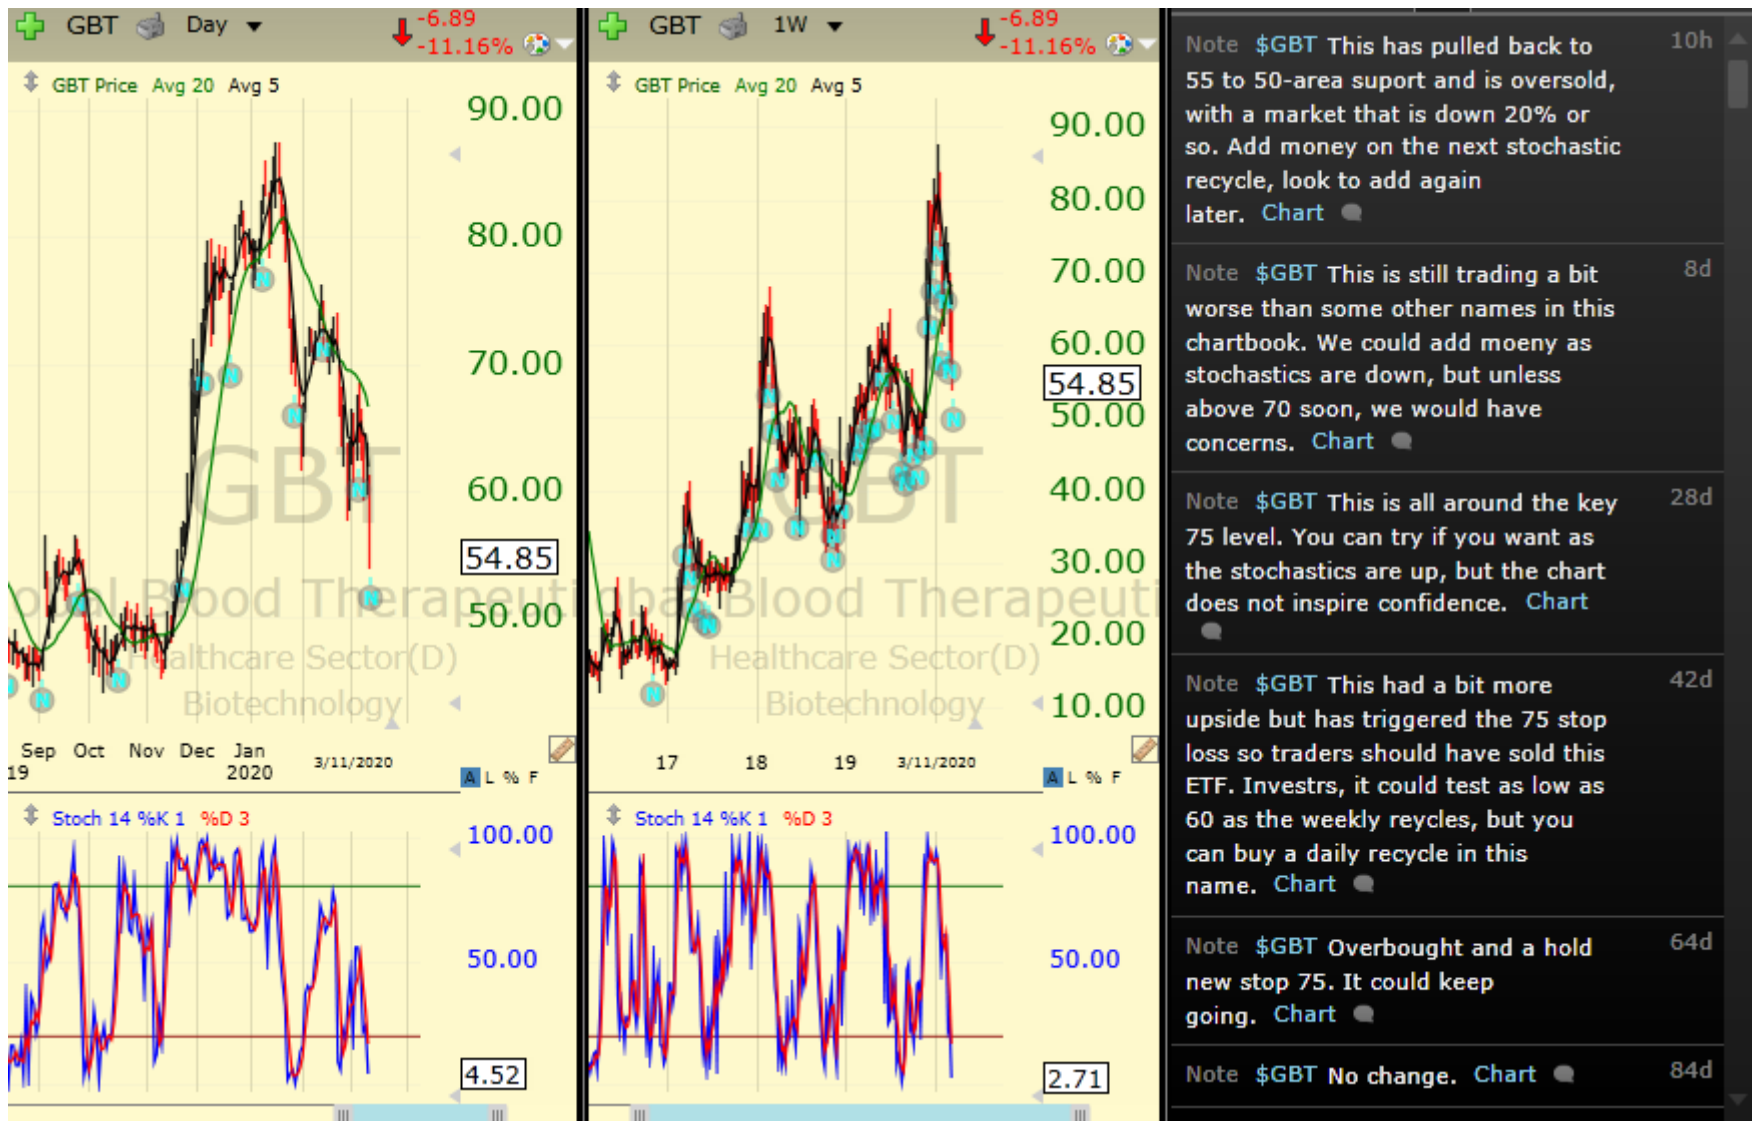 GBT Day
-6.89
-11.16%
GBT Price Avg 20 Avg 5
90.00
80.00
70.00
60.00
54.85
50.00
GBT
Blood Therapeuti
Healthcare Sector(D)
Biotechnology
Sep Oct Nov Dec Jan
19 2020 3/11/2020
A L % F
Stoch 14 %K 1 %D 3
100.00
50.00
4.52
GBT 1W
-6.89
-11.16%
GBT Price Avg 20 Avg 5
90.00
80.00
70.00
60.00
54.85
50.00
40.00
30.00
20.00
10.00
GBT
Blood Therapeuti
Healthcare Sector(D)
Biotechnology
17 18 19 3/11/2020
A L % F
Stoch 14 %K 1 %D 3
100.00
50.00
2.71
Note $GBT This has pulled back to 10h
55 to 50-area suport and is oversold,
with a market that is down 20% or
so. Add money on the next stochastic
recycle, look to add again
later. Chart
Note $GBT This is still trading a bit 8d
worse than some other names in this
chartbook. We could add moeny as
stochastics are down, but unless
above 70 soon, we would have
concerns. Chart
Note $GBT This is all around the key 28d
75 level. You can try if you want as
the stochastics are up, but the chart
does not inspire confidence. Chart
Note $GBT This had a bit more 42d
upside but has triggered the 75 stop
loss so traders should have sold this
ETF. Investrs, it could test as low as
60 as the weekly reycles, but you
can buy a daily recycle in this
name. Chart
Note $GBT Overbought and a hold 64d
new stop 75. It could keep
going. Chart
Note $GBT No change. Chart 84d